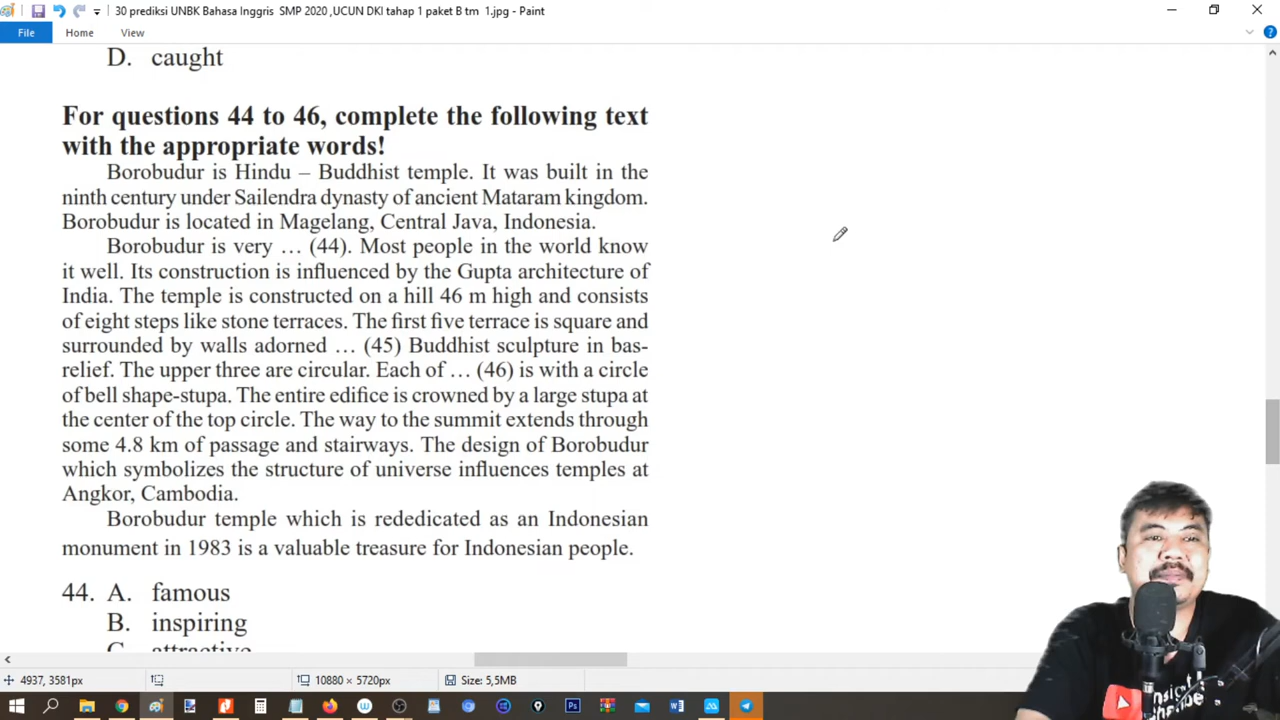 30 prediksi UNBK Bahasa Inggris SMP 2020 ,UCUN DKI tahap 1 paket B tm 1.jpg - Paint
File Home View
D. caught
For questions 44 to 46, complete the following text
with the appropriate words!
Borobudur is Hindu – Buddhist temple. It was built in the
ninth century under Sailendra dynasty of ancient Mataram kingdom.
Borobudur is located in Magelang, Central Java, Indonesia.
Borobudur is very … (44). Most people in the world know
it well. Its construction is influenced by the Gupta architecture of
India. The temple is constructed on a hill 46 m high and consists
of eight steps like stone terraces. The first five terrace is square and
surrounded by walls adorned … (45) Buddhist sculpture in bas-
relief. The upper three are circular. Each of … (46) is with a circle
of bell shape-stupa. The entire edifice is crowned by a large stupa at
the center of the top circle. The way to the summit extends through
some 4.8 km of passage and stairways. The design of Borobudur
which symbolizes the structure of universe influences temples at
Angkor, Cambodia.
Borobudur temple which is rededicated as an Indonesian
monument in 1983 is a valuable treasure for Indonesian people.
44. A. famous
B. inspiring
C. attractive
4937, 3581px 10880 × 5720px Size: 5,5MB